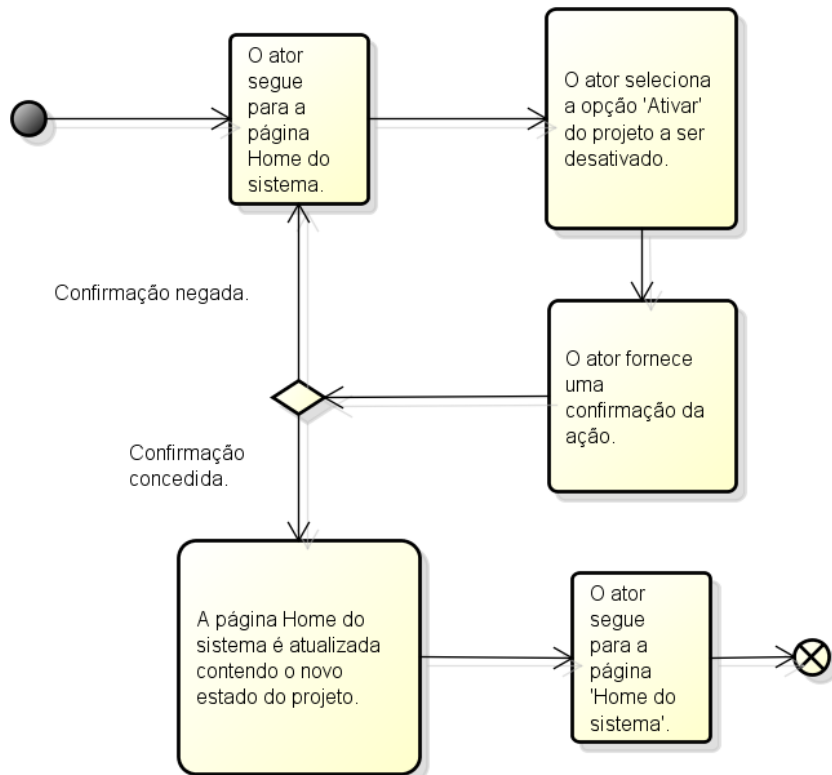 O ator
segue
para a
página
Home do
sistema.
O ator seleciona
a opção 'Ativar'
do projeto a ser
desativado.
Confirmação negada.
O ator fornece
uma
confirmação da
ação.
Confirmação
concedida.
A página Home do
sistema é atualizada
contendo o novo
estado do projeto.
O ator
segue
para a
página
'Home do
sistema'.